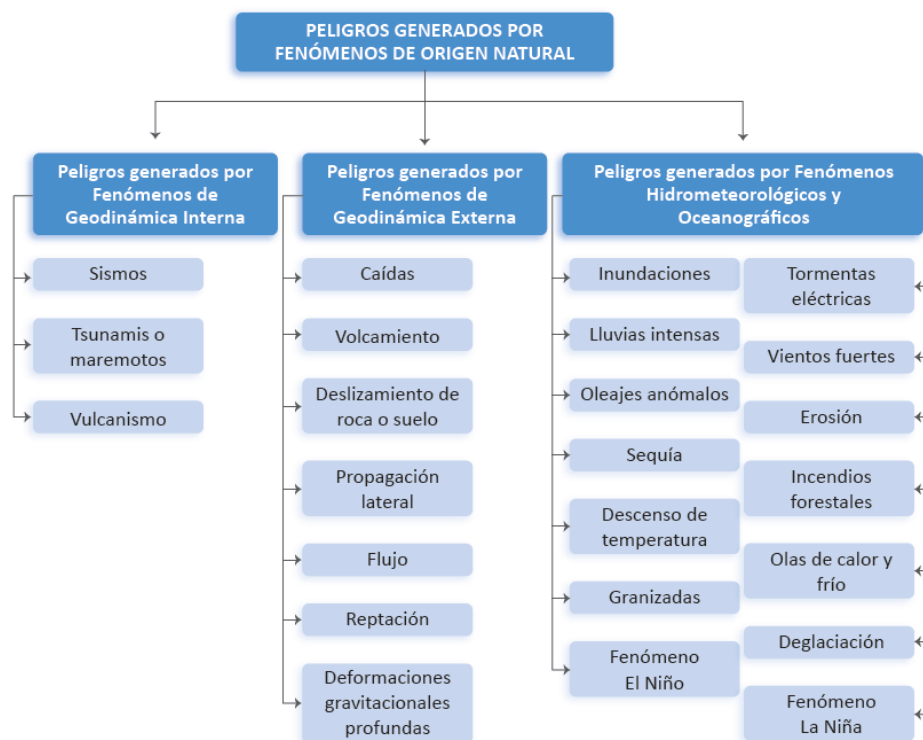 PELIGROS GENERADOS POR
FENÓMENOS DE ORIGEN NATURAL
Peligros generados por
Fenómenos de
Geodinámica Interna
Sismos
Tsunamis o
maremotos
Vulcanismo
Peligros generados por
Fenómenos de
Geodinámica Externa
Caídas
Volcamiento
Deslizamiento de
roca o suelo
Propagación
lateral
Flujo
Reptación
Deformaciones
gravitacionales
profundas
Peligros generados por Fenómenos
Hidrometeorológicos y
Oceanográficos
Inundaciones
Lluvias intensas
Oleajes anómalos
Sequía
Descenso de
temperatura
Granizadas
Fenómeno
El Niño
Tormentas
eléctricas
Vientos fuertes
Erosión
Incendios
forestales
Olas de calor y
frío
Deglaciación
Fenómeno
La Niña